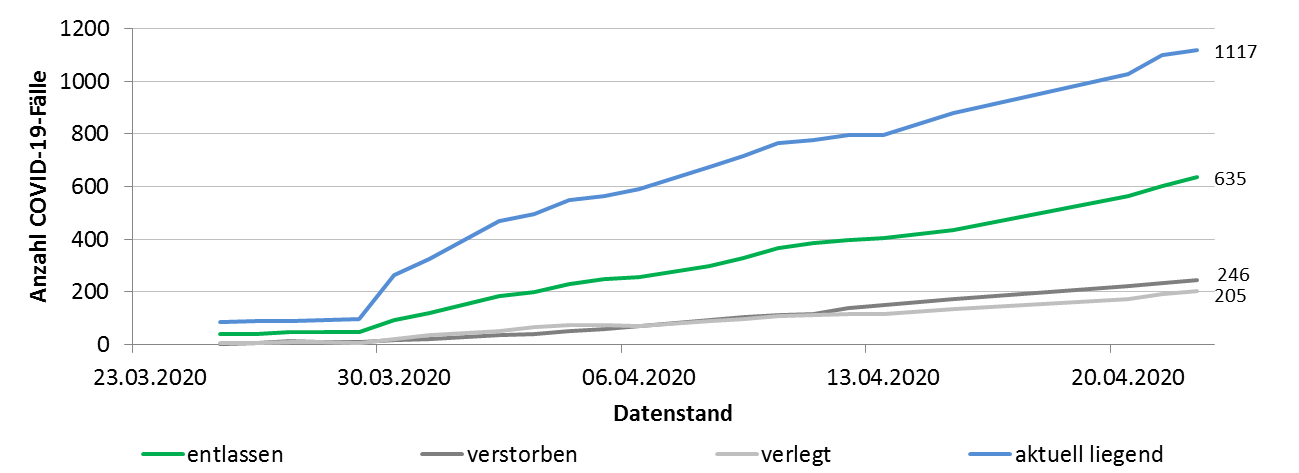 1200
1000
800
600
400
200
0
Anzahl COVID-19-Fälle
1117
635
246
205
23.03.2020 30.03.2020 06.04.2020 13.04.2020 20.04.2020
Datenstand
entlassen verstorben verlegt aktuell liegend